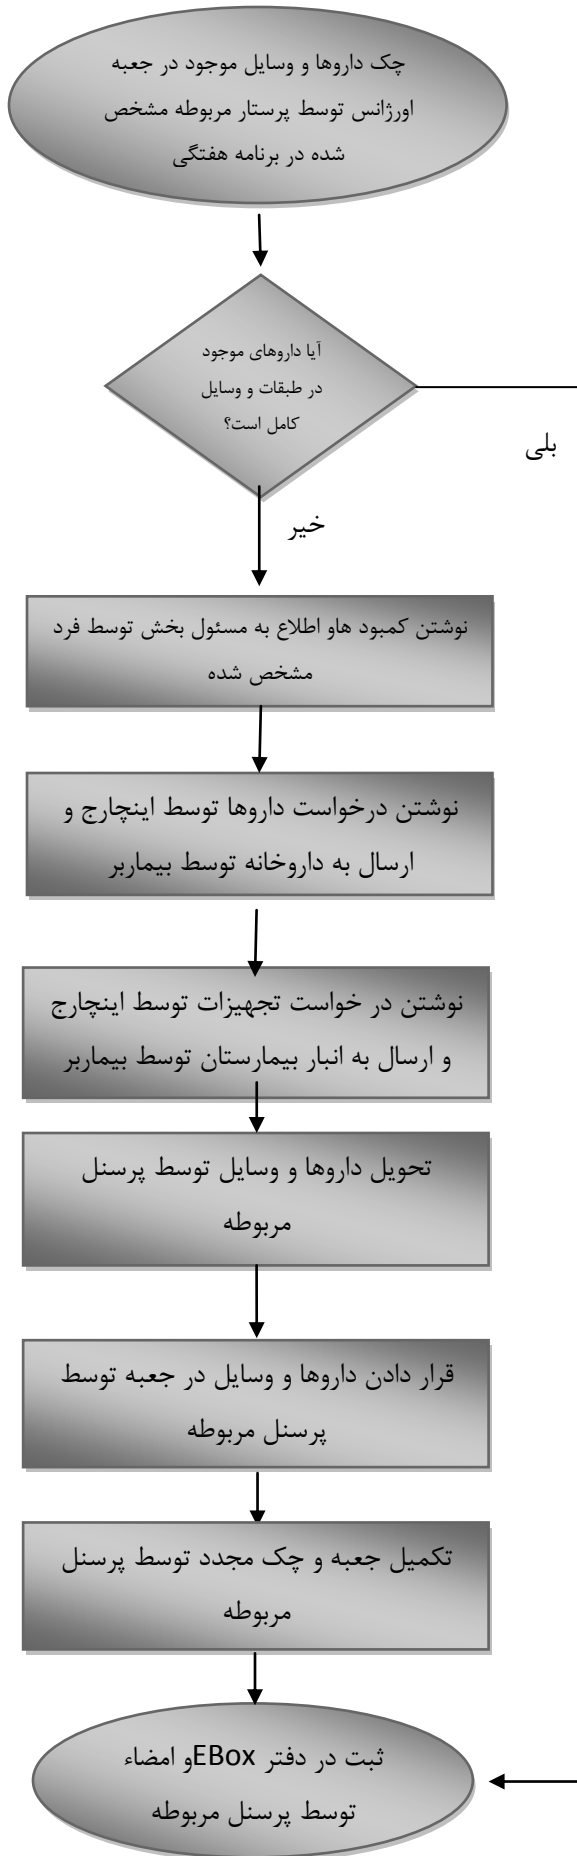 چک داروها و وسایل موجود در جعبه
اورژانس توسط پرستار مربوطه مشخص
شده در برنامه هفتگی
آیا داروهای موجود
در طبقات و وسایل
کامل است؟
بلی
خیر
نوشتن کمبود هاو اطلاع به مسئول بخش توسط فرد
مشخص شده
نوشتن درخواست داروها توسط اینچارج و
ارسال به داروخانه توسط بیماربر
نوشتن در خواست تجهیزات توسط اینچارج
و ارسال به انبار بیمارستان توسط بیماربر
تحویل داروها و وسایل توسط پرسنل
مربوطه
قرار دادن داروها و وسایل در جعبه توسط
پرسنل مربوطه
تکمیل جعبه و چک مجدد توسط پرسنل
مربوطه
ثبت در دفتر EBoxو امضاء
توسط پرسنل مربوطه